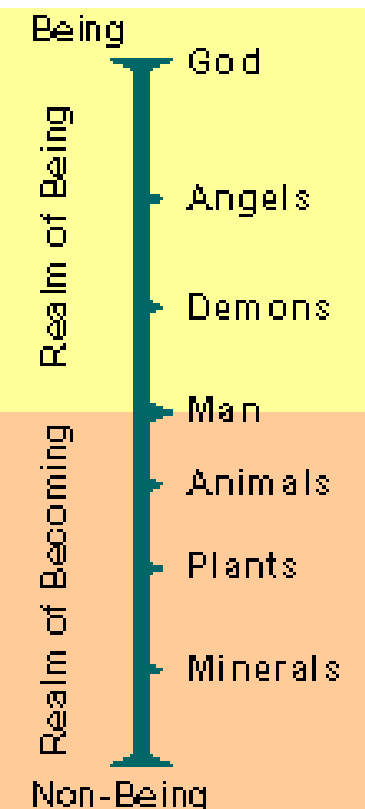 Being
God
Realm of Being
Angels
Demons
Man
Realm of Becoming
Animals
Plants
Minerals
Non-Being